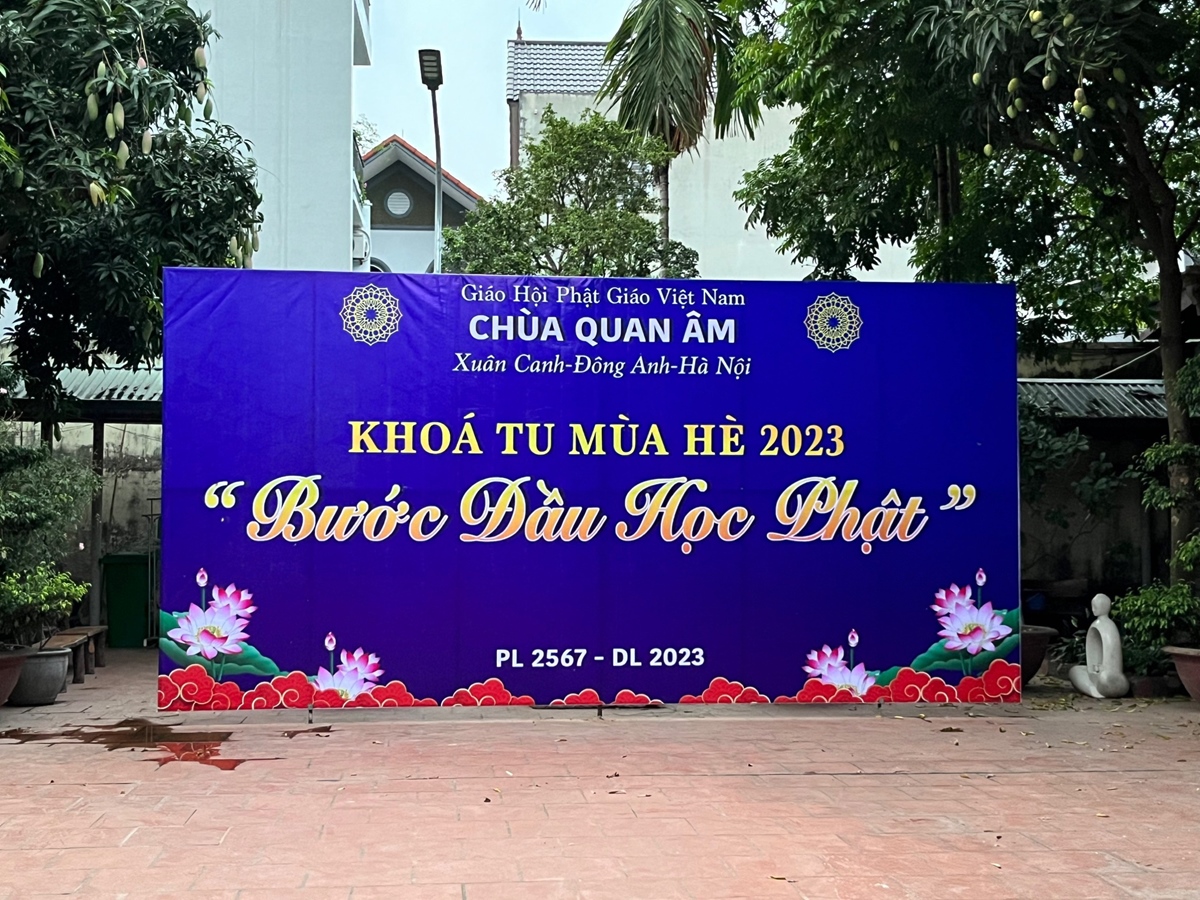 Giáo Hội Phật Giáo Việt Nam
CHÙA QUAN ÂM
Xuân Canh-Đông Anh-Hà Nội
KHOÁ TU MÙA HÈ 2023
“Bước Đầu Học Phật”
PL 2567 - DL 2023